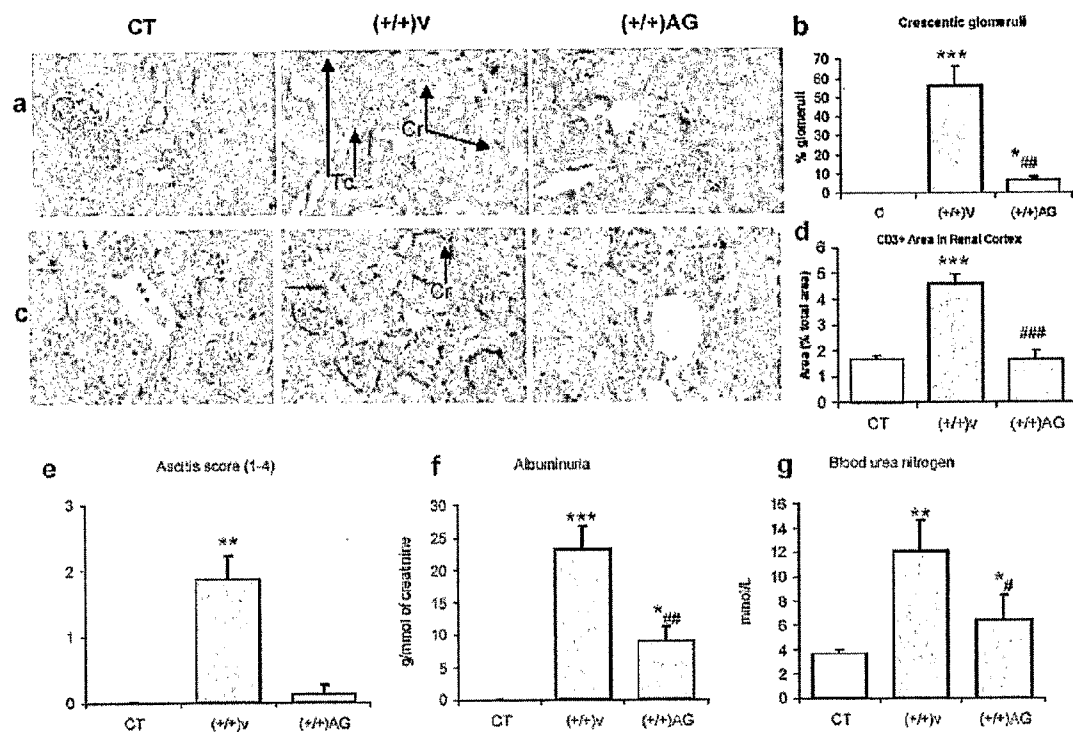 CT (+/+)v (+/+)AG
a
Cr
Tc
c
Cr
b
Crescentic glomeruli
% glomeruli
70
60
50
40
30
20
10
0
***
* ##
C (+/+)V (+/+)AG
d
CD3+ Area in Renal Cortex
Area (% total area)
6
5
4
3
2
1
0
***
###
CT (+/+)v (+/+)AG
e
Ascitis score (1-4)
3
2
1
0
**
CT (+/+)v (+/+)AG
f
Albuminuria
g/mmol of creatinine
30
25
20
15
10
5
0
***
* ##
CT (+/+)v (+/+)AG
g
Blood urea nitrogen
mmol/L
16
14
12
10
8
6
4
2
0
**
* #
CT (+/+)v (+/+)AG